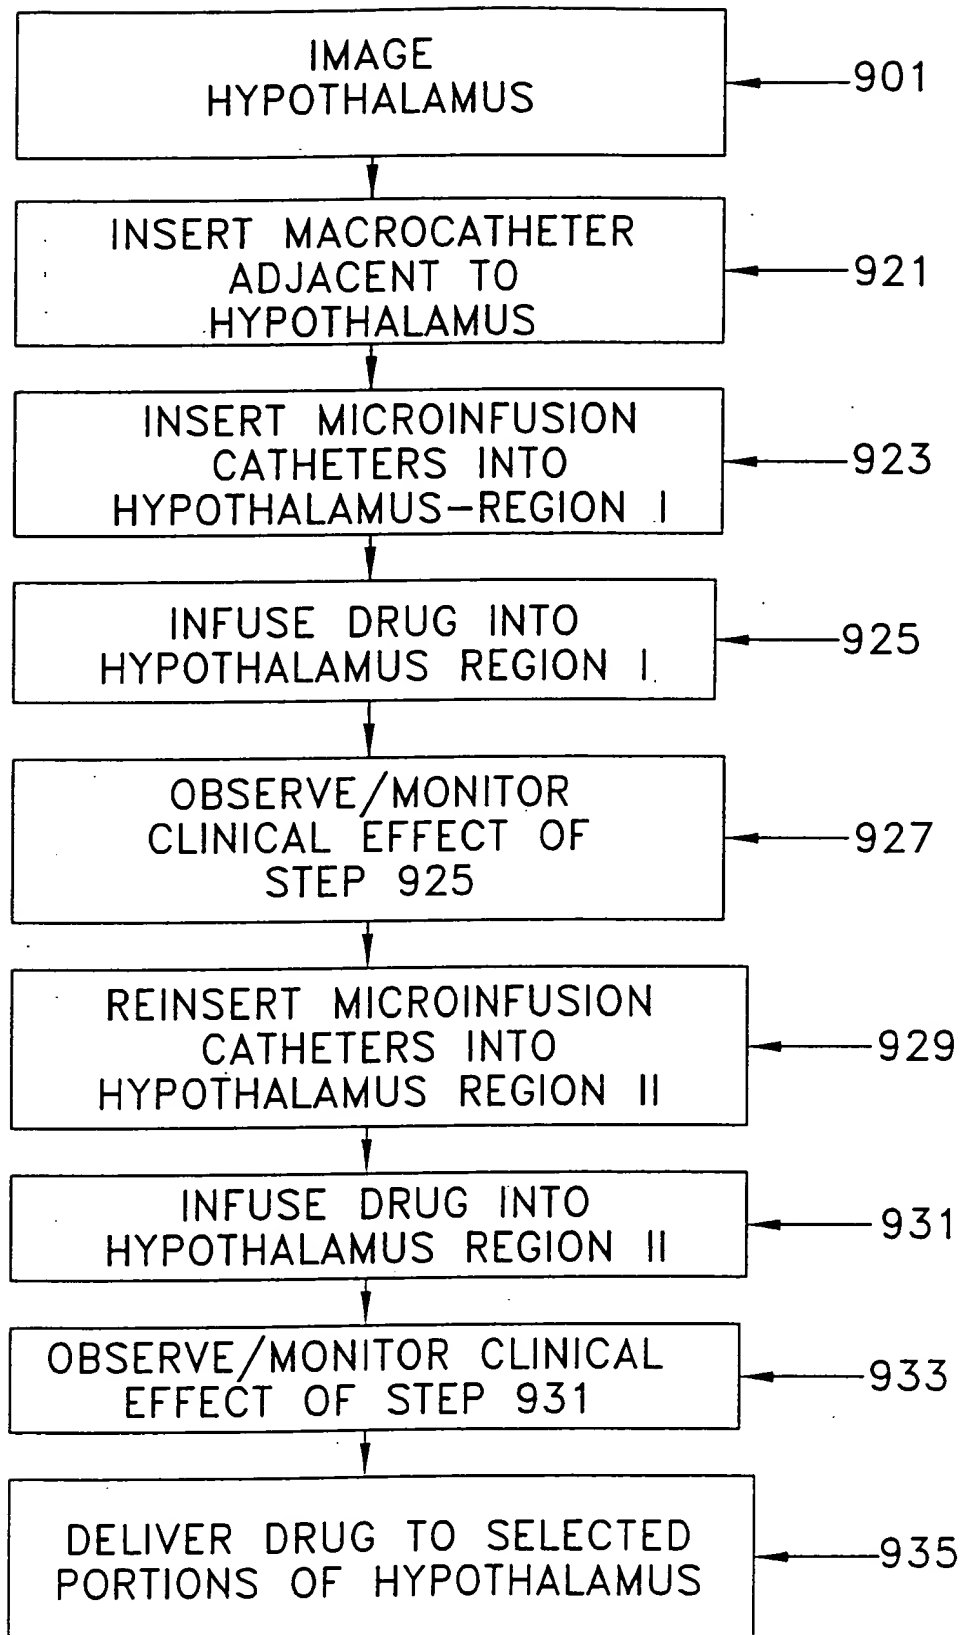 IMAGE
HYPOTHALAMUS
901
INSERT MACROCATHETER
ADJACENT TO
HYPOTHALAMUS
921
INSERT MICROINFUSION
CATHETERS INTO
HYPOTHALAMUS-REGION I
923
INFUSE DRUG INTO
HYPOTHALAMUS REGION I
925
OBSERVE/MONITOR
CLINICAL EFFECT OF
STEP 925
927
REINSERT MICROINFUSION
CATHETERS INTO
HYPOTHALAMUS REGION II
929
INFUSE DRUG INTO
HYPOTHALAMUS REGION II
931
OBSERVE/MONITOR CLINICAL
EFFECT OF STEP 931
933
DELIVER DRUG TO SELECTED
PORTIONS OF HYPOTHALAMUS
935